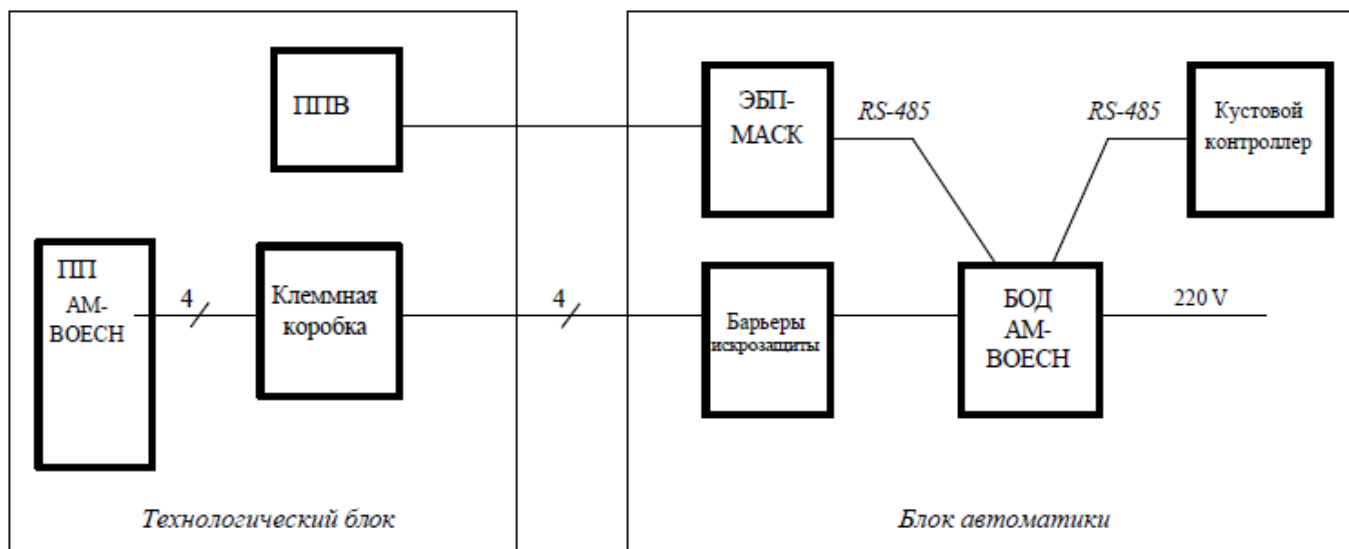 ППВ
ЭБП-
МАСК
RS-485
RS-485
Кустовой
контроллер
ПП
АМ-
BOECH
4
Клеммная
коробка
4
Барьеры
искрозащиты
БОД
АМ-
BOECH
220 V
Технологический блок
Блок автоматики